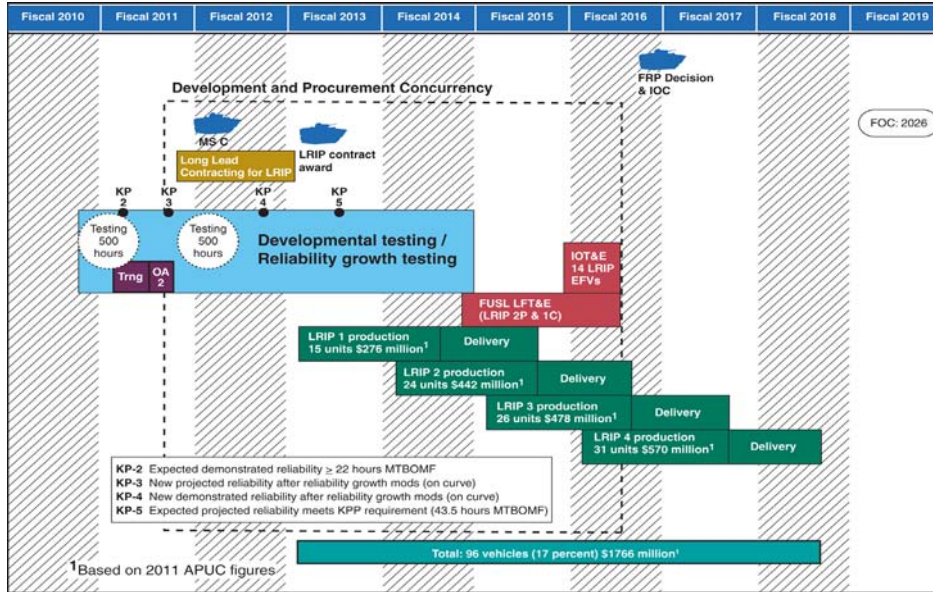 Fiscal 2010 Fiscal 2011 Fiscal 2012 Fiscal 2013 Fiscal 2014 Fiscal 2015 Fiscal 2016 Fiscal 2017 Fiscal 2018 Fiscal 2019
FRP Decision
& IOC
Development and Procurement Concurrency
FOC: 2026
MS C
LRIP contract
award
Long Lead
Contracting for LRIP
KP
2
KP
3
KP
4
KP
5
Testing
500
hours
Testing
500
hours
Developmental testing /
Reliability growth testing
Trng
OA
2
IOT&E
14 LRIP
EFVs
FUSL LFT&E
(LRIP 2P & 1C)
LRIP 1 production
15 units $276 million1
Delivery
LRIP 2 production
24 units $442 million1
Delivery
LRIP 3 production
26 units $478 million1
Delivery
LRIP 4 production
31 units $570 million1
Delivery
KP-2 Expected demonstrated reliability ≥ 22 hours MTBOMF
KP-3 New projected reliability after reliability growth mods (on curve)
KP-4 New demonstrated reliability after reliability growth mods (on curve)
KP-5 Expected projected reliability meets KPP requirement (43.5 hours MTBOMF)
Total: 96 vehicles (17 percent) $1766 million1
1Based on 2011 APUC figures